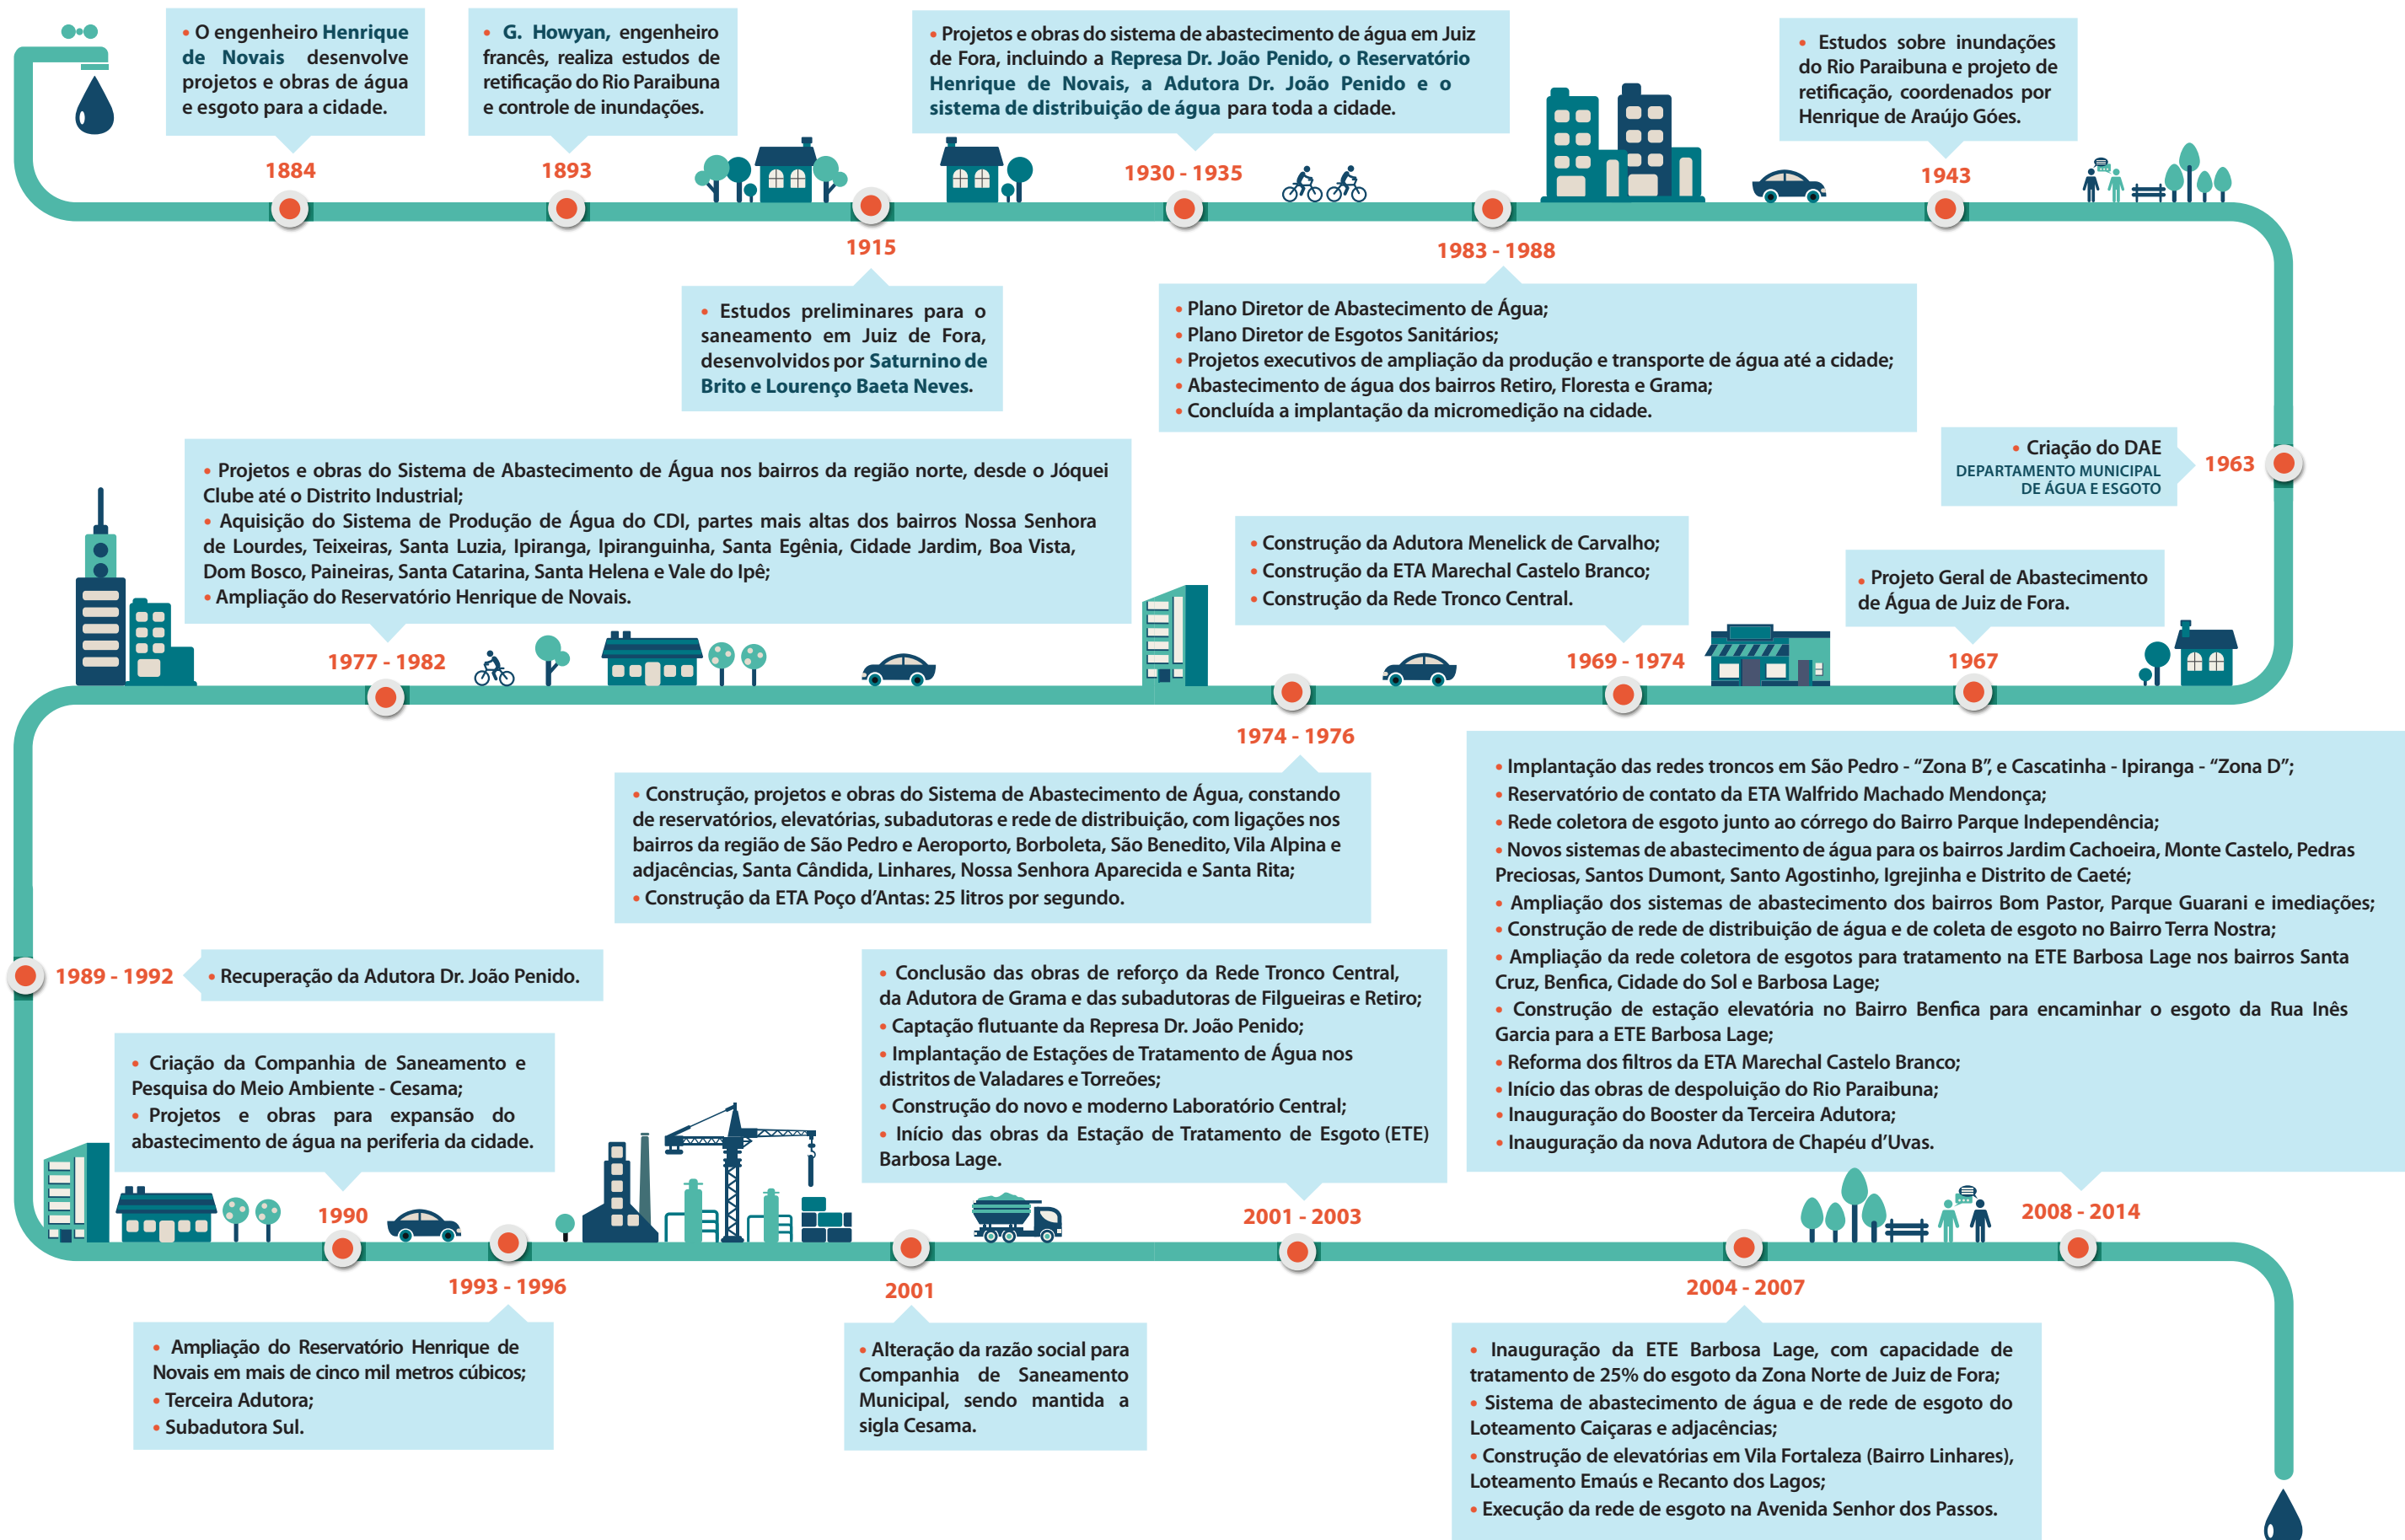 • O engenheiro Henrique
de Novais desenvolve
projetos e obras de água
e esgoto para a cidade.
1884
• G. Howyan, engenheiro
francês, realiza estudos de
retificação do Rio Paraibuna
e controle de inundações.
1893
1915
• Estudos preliminares para o
saneamento em Juiz de Fora,
desenvolvidos por Saturnino de
Brito e Lourenço Baeta Neves.
• Projetos e obras do sistema de abastecimento de água em Juiz
de Fora, incluindo a Represa Dr. João Penido, o Reservatório
Henrique de Novais, a Adutora Dr. João Penido e o
sistema de distribuição de água para toda a cidade.
1930 - 1935
1983 - 1988
• Plano Diretor de Abastecimento de Água;
• Plano Diretor de Esgotos Sanitários;
• Projetos executivos de ampliação da produção e transporte de água até a cidade;
• Abastecimento de água dos bairros Retiro, Floresta e Grama;
• Concluída a implantação da micromedição na cidade.
• Estudos sobre inundações
do Rio Paraibuna e projeto de
retificação, coordenados por
Henrique de Araújo Góes.
1943
• Criação do DAE
DEPARTAMENTO MUNICIPAL
DE ÁGUA E ESGOTO
1963
• Projeto Geral de Abastecimento
de Água de Juiz de Fora.
1967
• Construção da Adutora Menelick de Carvalho;
• Construção da ETA Marechal Castelo Branco;
• Construção da Rede Tronco Central.
1969 - 1974
1974 - 1976
• Construção, projetos e obras do Sistema de Abastecimento de Água, constando
de reservatórios, elevatórias, subadutoras e rede de distribuição, com ligações nos
bairros da região de São Pedro e Aeroporto, Borboleta, São Benedito, Vila Alpina e
adjacências, Santa Cândida, Linhares, Nossa Senhora Aparecida e Santa Rita;
• Construção da ETA Poço d’Antas: 25 litros por segundo.
• Projetos e obras do Sistema de Abastecimento de Água nos bairros da região norte, desde o Jóquei
Clube até o Distrito Industrial;
• Aquisição do Sistema de Produção de Água do CDI, partes mais altas dos bairros Nossa Senhora
de Lourdes, Teixeiras, Santa Luzia, Ipiranga, Ipiranguinha, Santa Egênia, Cidade Jardim, Boa Vista,
Dom Bosco, Paineiras, Santa Catarina, Santa Helena e Vale do Ipê;
• Ampliação do Reservatório Henrique de Novais.
1977 - 1982
1989 - 1992
• Recuperação da Adutora Dr. João Penido.
• Criação da Companhia de Saneamento e
Pesquisa do Meio Ambiente - Cesama;
• Projetos e obras para expansão do
abastecimento de água na periferia da cidade.
1990
1993 - 1996
• Ampliação do Reservatório Henrique de
Novais em mais de cinco mil metros cúbicos;
• Terceira Adutora;
• Subadutora Sul.
2001
• Alteração da razão social para
Companhia de Saneamento
Municipal, sendo mantida a
sigla Cesama.
• Conclusão das obras de reforço da Rede Tronco Central,
da Adutora de Grama e das subadutoras de Filgueiras e Retiro;
• Captação flutuante da Represa Dr. João Penido;
• Implantação de Estações de Tratamento de Água nos
distritos de Valadares e Torreões;
• Construção do novo e moderno Laboratório Central;
• Início das obras da Estação de Tratamento de Esgoto (ETE)
Barbosa Lage.
2001 - 2003
2004 - 2007
• Inauguração da ETE Barbosa Lage, com capacidade de
tratamento de 25% do esgoto da Zona Norte de Juiz de Fora;
• Sistema de abastecimento de água e de rede de esgoto do
Loteamento Caiçaras e adjacências;
• Construção de elevatórias em Vila Fortaleza (Bairro Linhares),
Loteamento Emaús e Recanto dos Lagos;
• Execução da rede de esgoto na Avenida Senhor dos Passos.
• Implantação das redes troncos em São Pedro - “Zona B”, e Cascatinha - Ipiranga - “Zona D”;
• Reservatório de contato da ETA Walfrido Machado Mendonça;
• Rede coletora de esgoto junto ao córrego do Bairro Parque Independência;
• Novos sistemas de abastecimento de água para os bairros Jardim Cachoeira, Monte Castelo, Pedras
Preciosas, Santos Dumont, Santo Agostinho, Igrejinha e Distrito de Caeté;
• Ampliação dos sistemas de abastecimento dos bairros Bom Pastor, Parque Guarani e imediações;
• Construção de rede de distribuição de água e de coleta de esgoto no Bairro Terra Nostra;
• Ampliação da rede coletora de esgotos para tratamento na ETE Barbosa Lage nos bairros Santa
Cruz, Benfica, Cidade do Sol e Barbosa Lage;
• Construção de estação elevatória no Bairro Benfica para encaminhar o esgoto da Rua Inês
Garcia para a ETE Barbosa Lage;
• Reforma dos filtros da ETA Marechal Castelo Branco;
• Início das obras de despoluição do Rio Paraibuna;
• Inauguração do Booster da Terceira Adutora;
• Inauguração da nova Adutora de Chapéu d’Uvas.
2008 - 2014